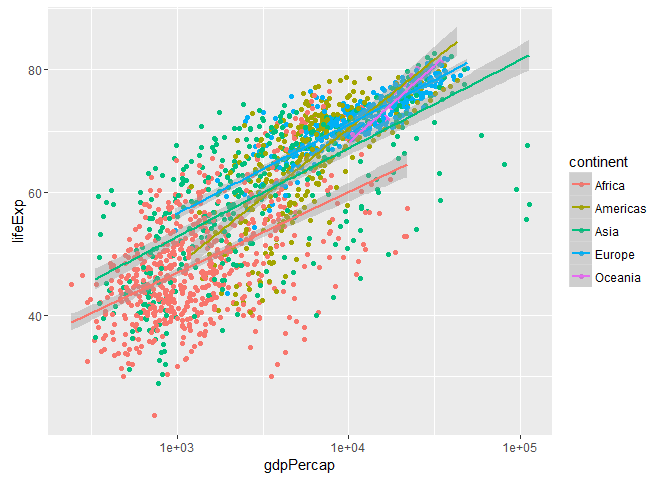 80
60
40
lifeExp
1e+03
1e+04
1e+05
gdpPercap
continent
Africa
Americas
Asia
Europe
Oceania